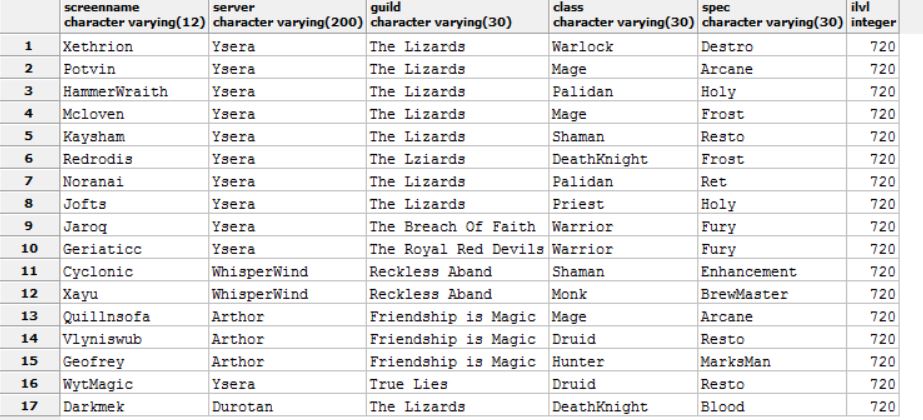 screenname server guild class spec ilvl
character varying(12) character varying(200) character varying(30) character varying(30) character varying(30) integer
1 Xethrion Ysera The Lizards Warlock Destro 720
2 Potvin Ysera The Lizards Mage Arcane 720
3 HammerWraith Ysera The Lizards Palidan Holy 720
4 Mcloven Ysera The Lizards Mage Frost 720
5 Kaysham Ysera The Lizards Shaman Resto 720
6 Redrodis Ysera The Lziards DeathKnight Frost 720
7 Noranai Ysera The Lizards Palidan Ret 720
8 Jofts Ysera The Lizards Priest Holy 720
9 Jaroq Ysera The Breach Of Faith Warrior Fury 720
10 Geriaticc Ysera The Royal Red Devils Warrior Fury 720
11 Cyclonic WhisperWind Reckless Aband Shaman Enhancement 720
12 Xayu WhisperWind Reckless Aband Monk BrewMaster 720
13 Quillnsofa Arthor Friendship is Magic Mage Arcane 720
14 Vlyniswub Arthor Friendship is Magic Druid Resto 720
15 Geofrey Arthor Friendship is Magic Hunter MarksMan 720
16 WytMagic Ysera True Lies Druid Resto 720
17 Darkmek Durotan The Lizards DeathKnight Blood 720